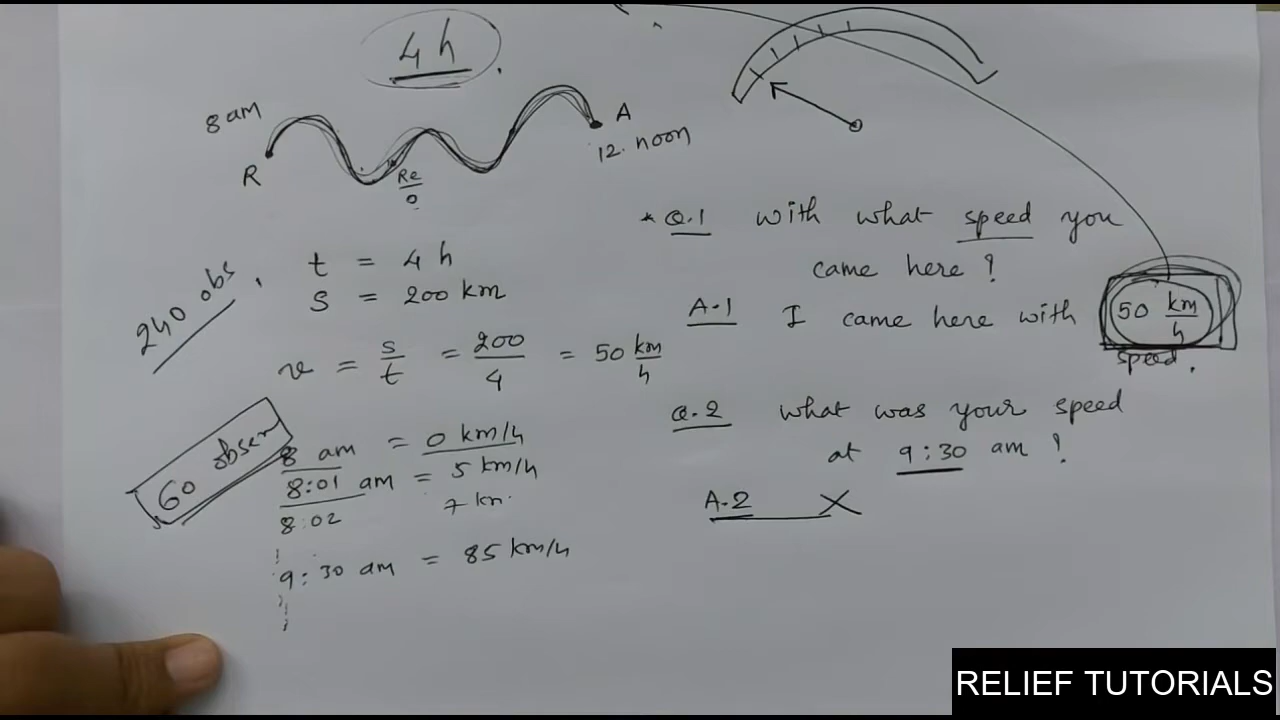 4 h
8 am
R
Re
0
A
12. noon
240 obs.
t = 4 h
S = 200 km
v = s/t = 200/4 = 50 km/h
60 obser
8 am = 0 km/h
8:01 am = 5 km/h
8:02 7 km
9:30 am = 85 km/h
* Q.1 With what speed you
came here?
A.1 I came here with 50 km/h
speed.
Q.2 What was your speed
at 9:30 am?
A.2 X
RELIEF TUTORIALS